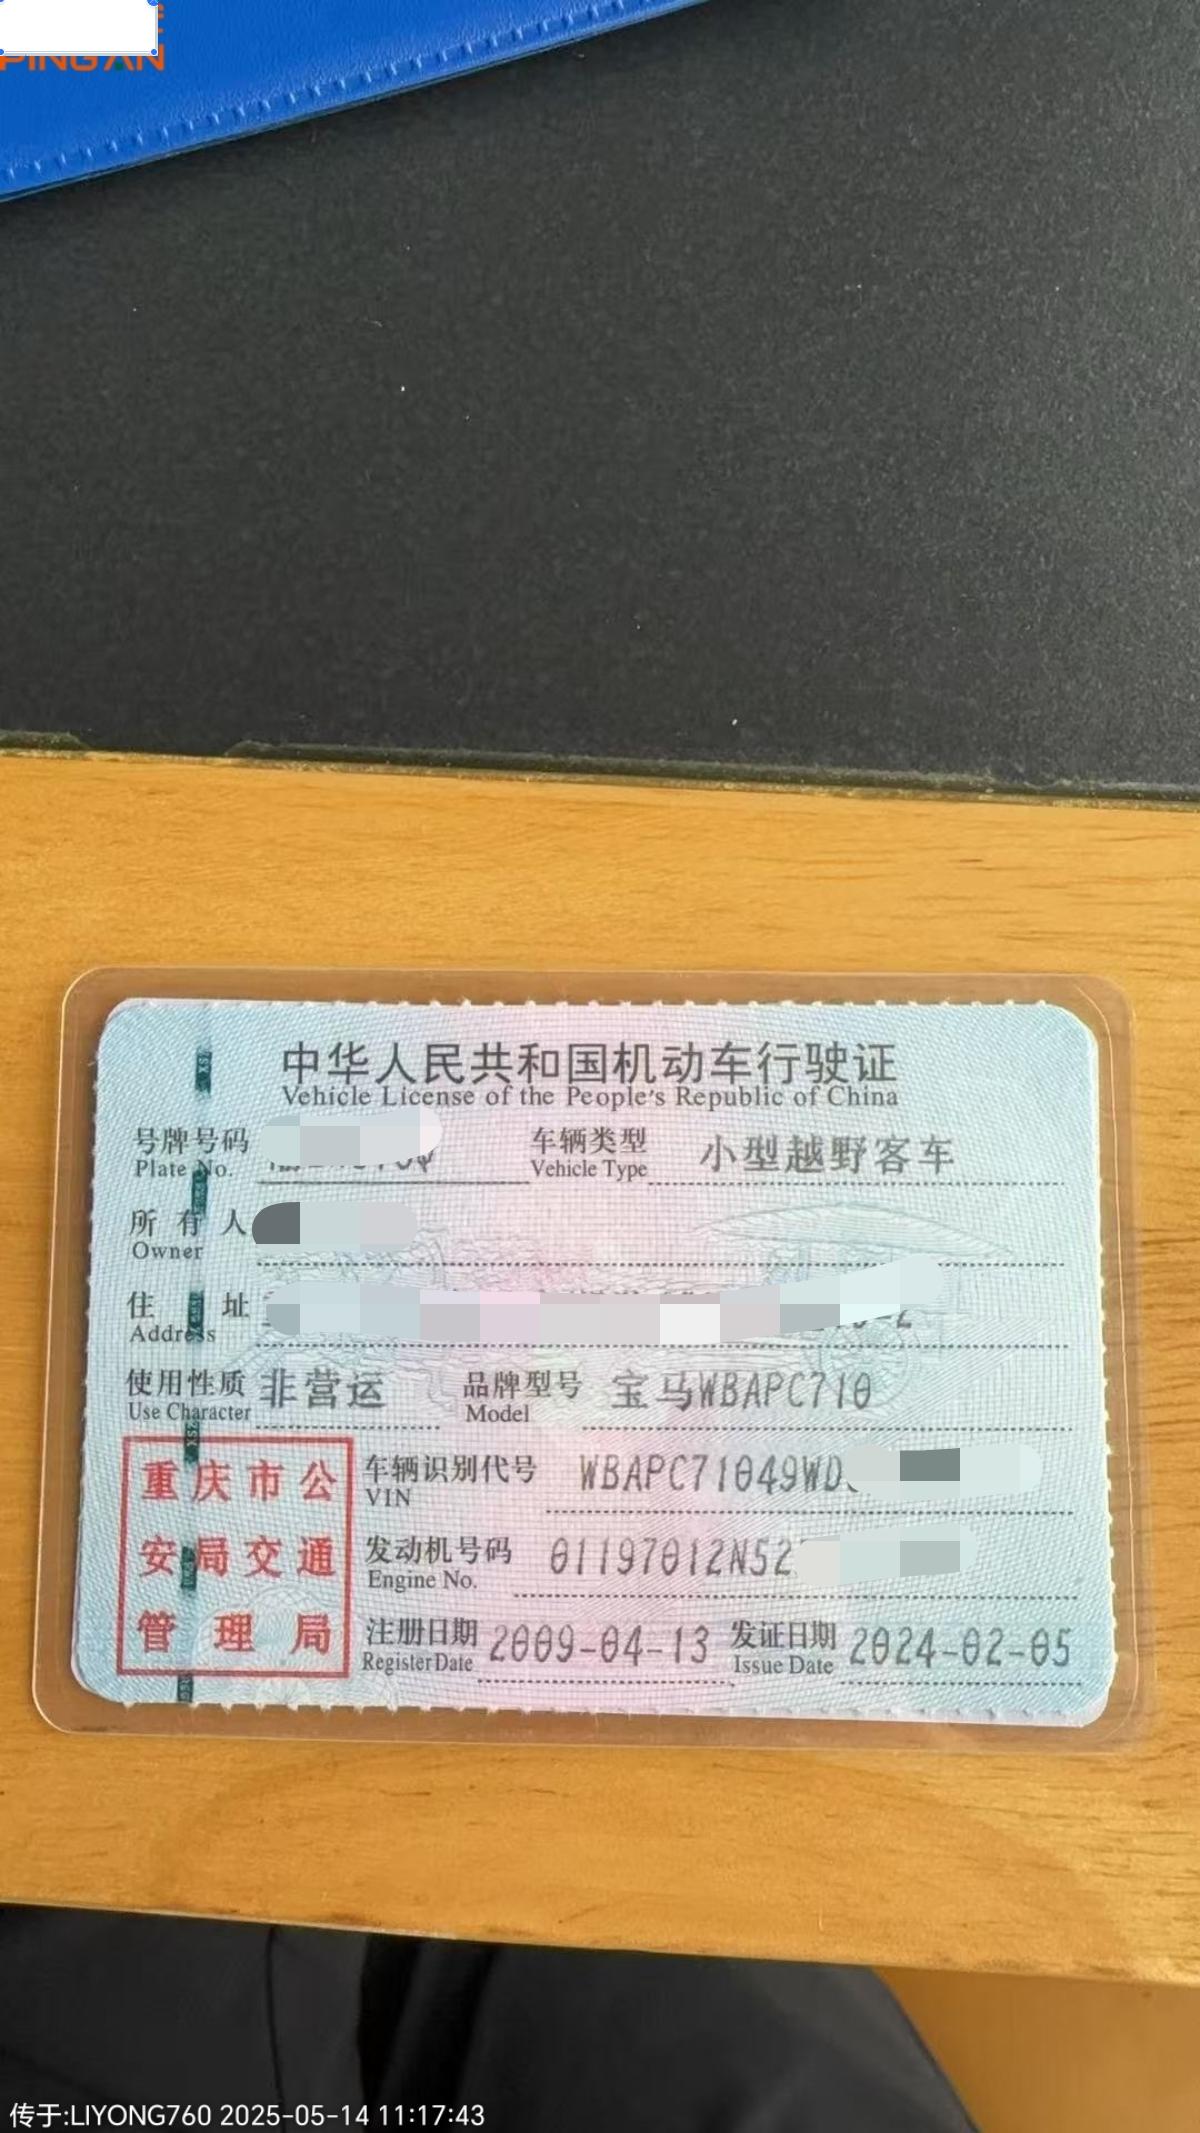 PING AN
中华人民共和国机动车行驶证
Vehicle License of the People's Republic of China
号牌号码 车辆类型 小型越野客车
Plate No. Vehicle Type
所有人
Owner
住址
Address
使用性质 非营运 品牌型号 宝马WBAPC710
Use Character Model
重庆市公
安局交通
管理局
车辆识别代号 WBAPC71049WD
VIN
发动机号码 01197012N52
Engine No.
注册日期 2009-04-13 发证日期 2024-02-05
Register Date Issue Date
传于:LIYONG760 2025-05-14 11:17:43